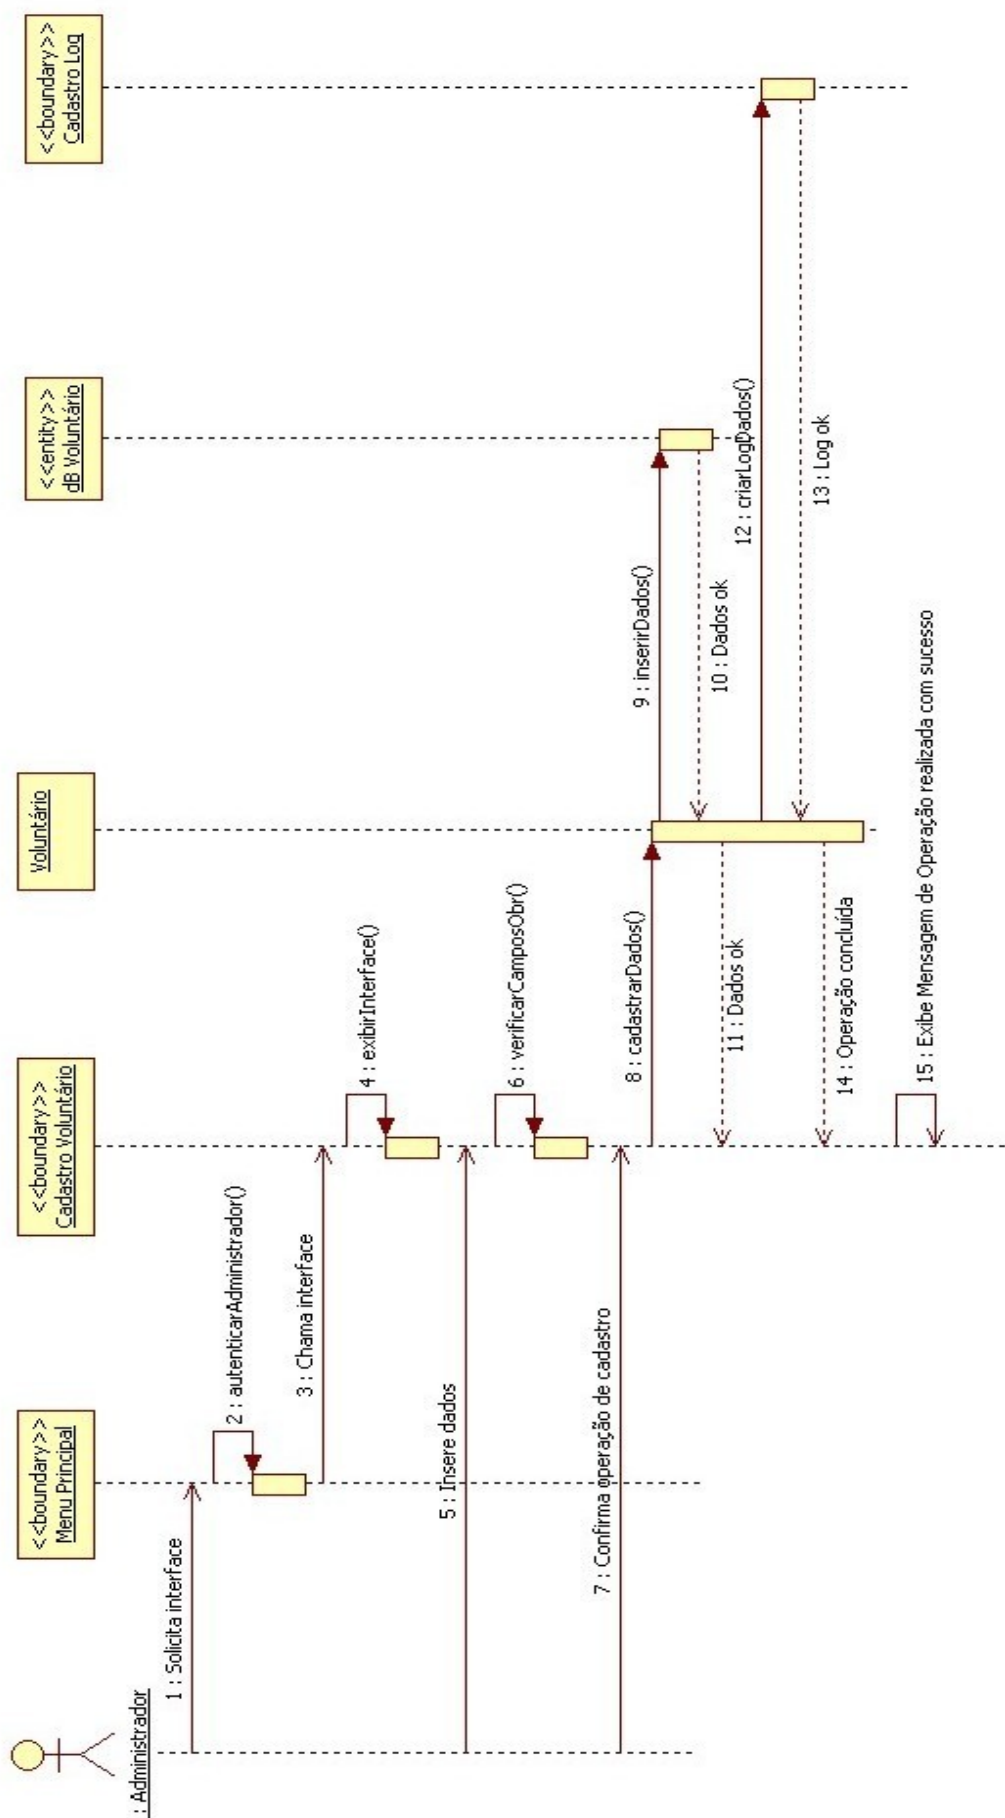 : Administrador
<<boundary>>
Menu Principal
<<boundary>>
Cadastro Voluntário
Voluntário
<<entity>>
dB Voluntário
<<boundary>>
Cadastro Log
1 : Solicita interface
2 : autenticarAdministrador()
3 : Chama interface
4 : exibirInterface()
5 : Insere dados
6 : verificarCamposObr()
7 : Confirma operação de cadastro
8 : cadastrarDados()
9 : inserirDados()
10 : Dados ok
11 : Dados ok
12 : criarLogDados()
13 : Log ok
14 : Operação concluída
15 : Exibe Mensagem de Operação realizada com sucesso